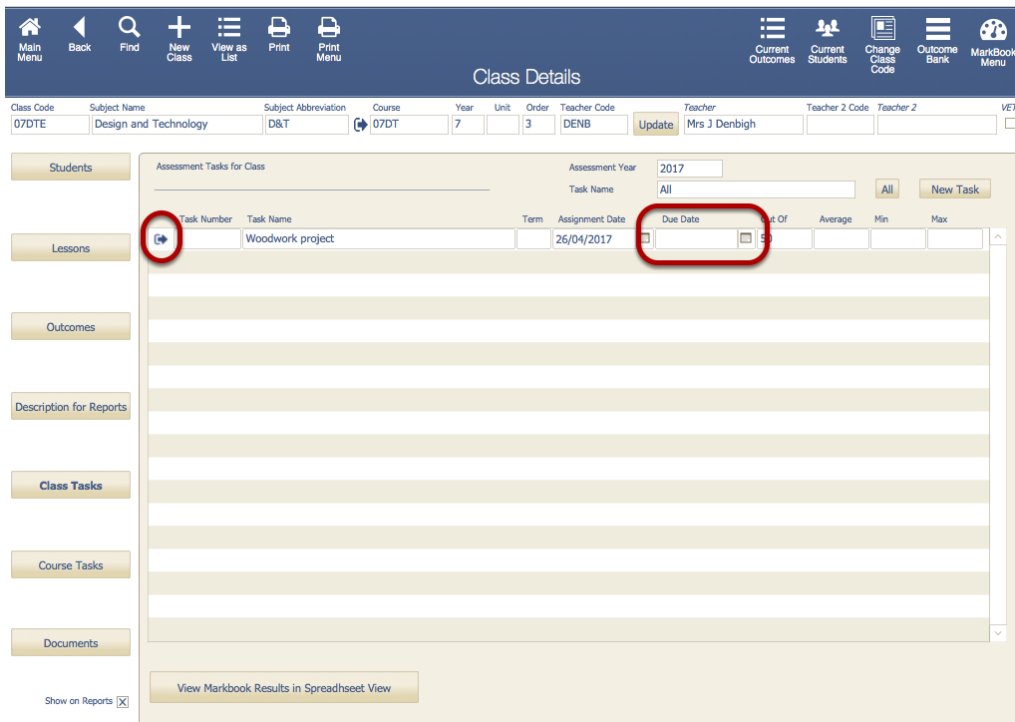 Main Menu
Back
Find
New Class
View as List
Print
Print Menu
Class Details
Current Outcomes
Current Students
Change Class Code
Outcome Bank
MarkBook Menu
Class Code Subject Name Subject Abbreviation Course Year Unit Order Teacher Code Teacher Teacher 2 Code Teacher 2 VET
07DTE Design and Technology D&T 07DT 7 3 DENB Update Mrs J Denbigh
Students
Lessons
Outcomes
Description for Reports
Class Tasks
Course Tasks
Documents
Show on Reports X
Assessment Tasks for Class
Assessment Year 2017
Task Name All All New Task
Task Number Task Name Term Assignment Date Due Date Out Of Average Min Max
Woodwork project 26/04/2017 50
View Markbook Results in Spreadhseet View